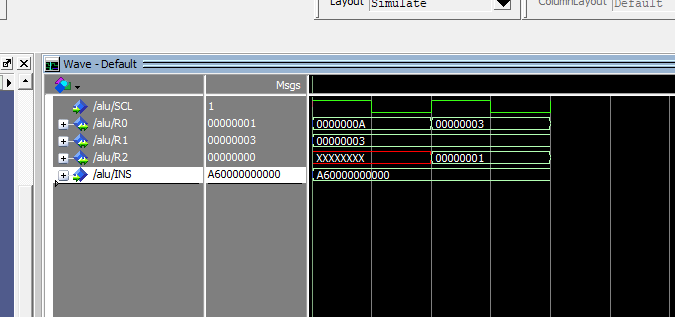 Layout Simulate
ColumnLayout Default
Wave - Default
Msgs
/alu/SCL 1
/alu/R0 00000001 0000000A 00000003
/alu/R1 00000003 00000003
/alu/R2 00000000 XXXXXXXX 00000001
/alu/INS A60000000000 A60000000000